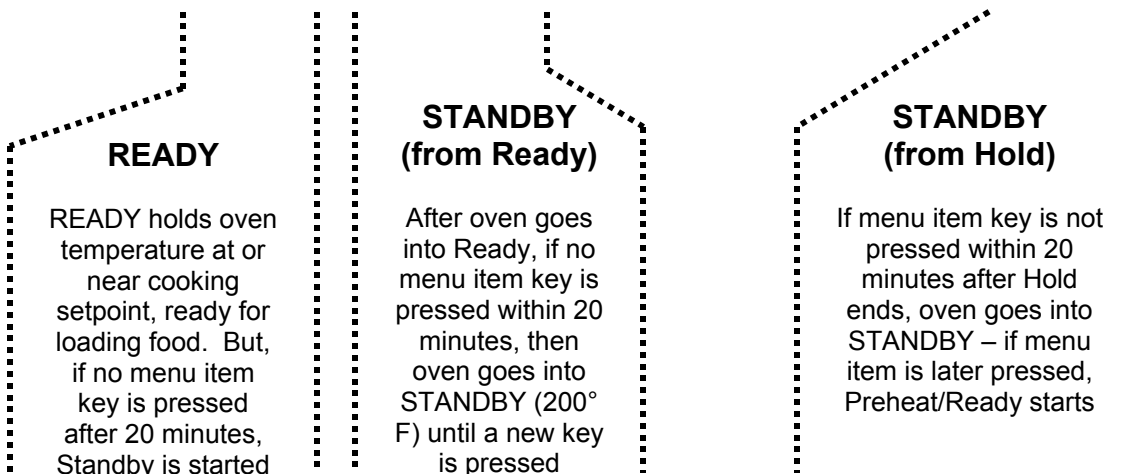 READY
READY holds oven
temperature at or
near cooking
setpoint, ready for
loading food.  But,
if no menu item
key is pressed
after 20 minutes,
Standby is started
STANDBY
(from Ready)
After oven goes
into Ready, if no
menu item key is
pressed within 20
minutes, then
oven goes into
STANDBY (200°
F) until a new key
is pressed
STANDBY
(from Hold)
If menu item key is not
pressed within 20
minutes after Hold
ends, oven goes into
STANDBY – if menu
item is later pressed,
Preheat/Ready starts